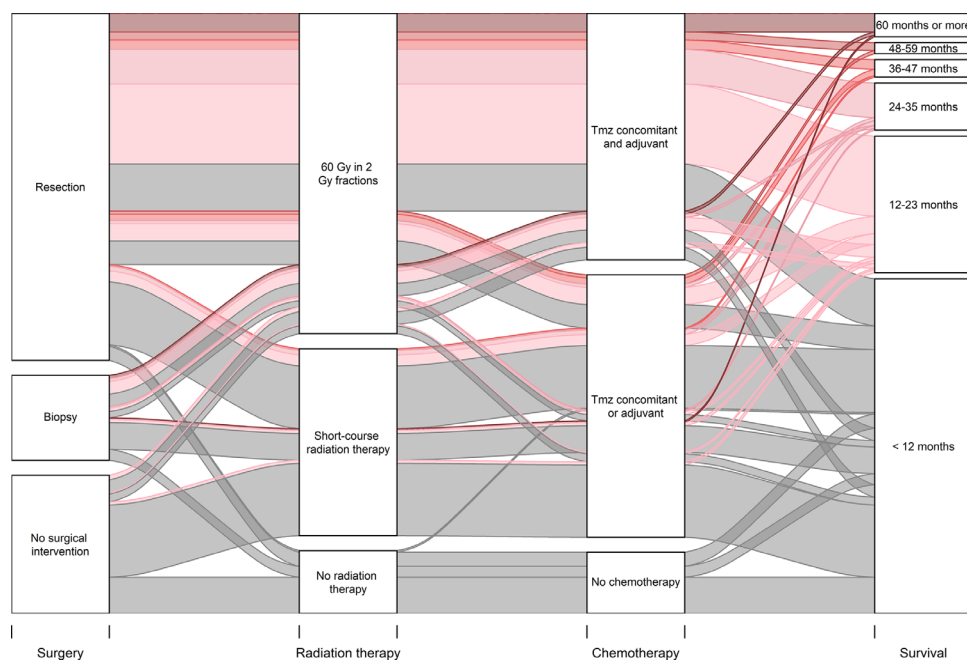 Resection
Biopsy
No surgical
intervention
60 Gy in 2
Gy fractions
Short-course
radiation therapy
No radiation
therapy
Tmz concomitant
and adjuvant
Tmz concomitant
or adjuvant
No chemotherapy
60 months or more
48-59 months
36-47 months
24-35 months
12-23 months
< 12 months
Surgery
Radiation therapy
Chemotherapy
Survival